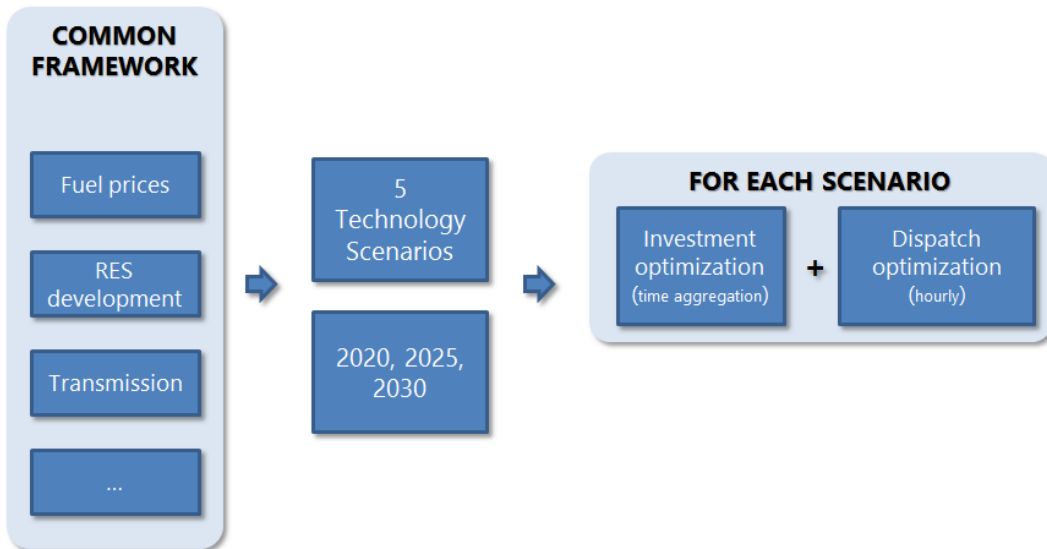 COMMON
FRAMEWORK
Fuel prices
RES
development
Transmission
...
5
Technology
Scenarios
2020, 2025,
2030
FOR EACH SCENARIO
Investment
optimization
(time aggregation)
+
Dispatch
optimization
(hourly)